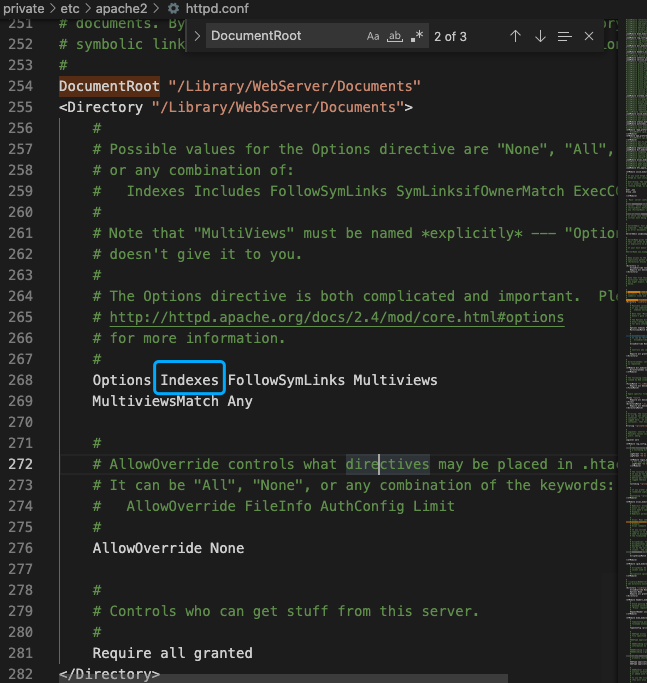 private > etc > apache2 > httpd.conf
251 # documents. By
DocumentRoot Aa ab .* 2 of 3
252 # symbolic link
253 #
254 DocumentRoot "/Library/WebServer/Documents"
255 <Directory "/Library/WebServer/Documents">
256 #
257 # Possible values for the Options directive are "None", "All",
258 # or any combination of:
259 #   Indexes Includes FollowSymLinks SymLinksifOwnerMatch ExecC
260 #
261 # Note that "MultiViews" must be named *explicitly* --- "Option
262 # doesn't give it to you.
263 #
264 # The Options directive is both complicated and important.  Pl
265 # http://httpd.apache.org/docs/2.4/mod/core.html#options
266 # for more information.
267 #
268 Options Indexes FollowSymLinks Multiviews
269 MultiviewsMatch Any
270
271 #
272 # AllowOverride controls what directives may be placed in .hta
273 # It can be "All", "None", or any combination of the keywords:
274 #   AllowOverride FileInfo AuthConfig Limit
275 #
276 AllowOverride None
277
278 #
279 # Controls who can get stuff from this server.
280 #
281 Require all granted
282 </Directory>